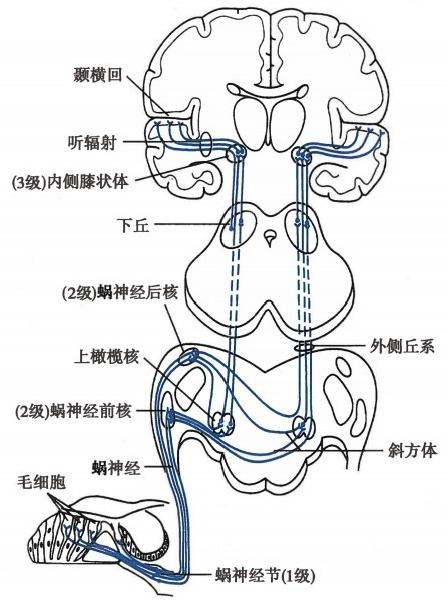 颞横回
听辐射
(3级)内侧膝状体
下丘
(2级)蜗神经后核
外侧丘系
上橄榄核
(2级)蜗神经前核
斜方体
蜗神经
毛细胞
蜗神经节(1级)